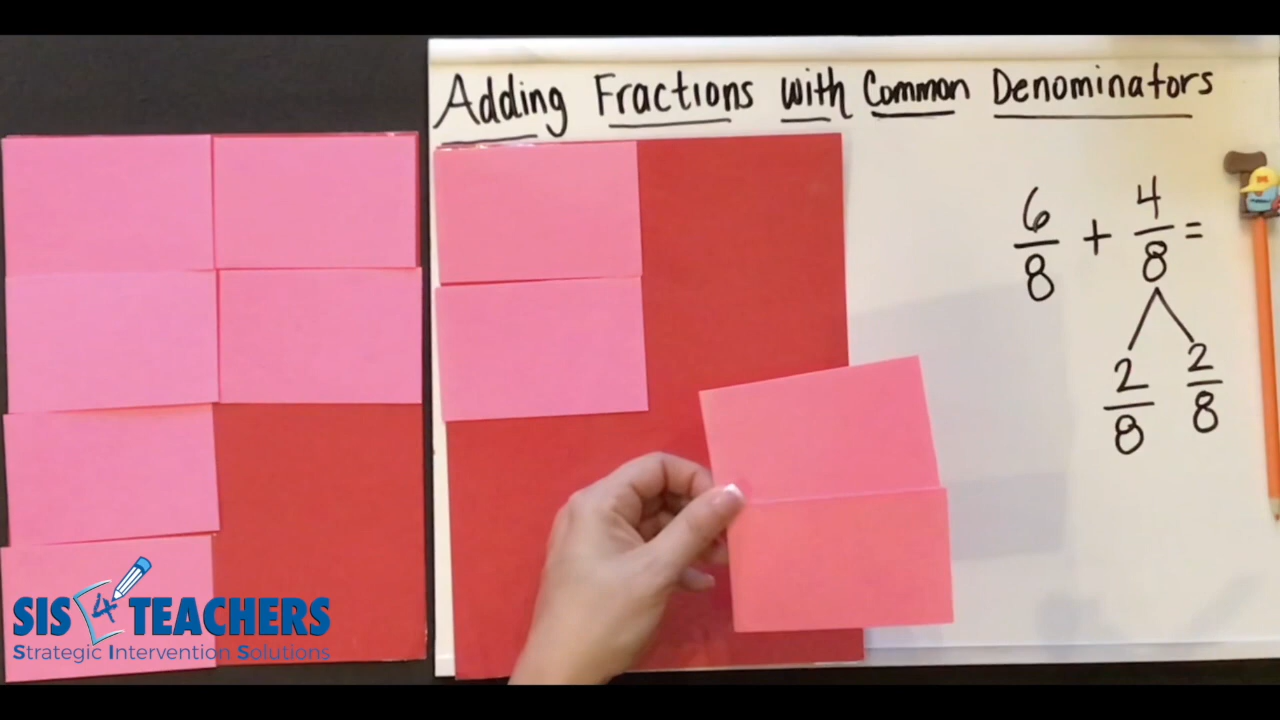 Adding Fractions with Common Denominators
6/8 + 4/8 =
2/8 2/8
SIS4TEACHERS
Strategic Intervention Solutions